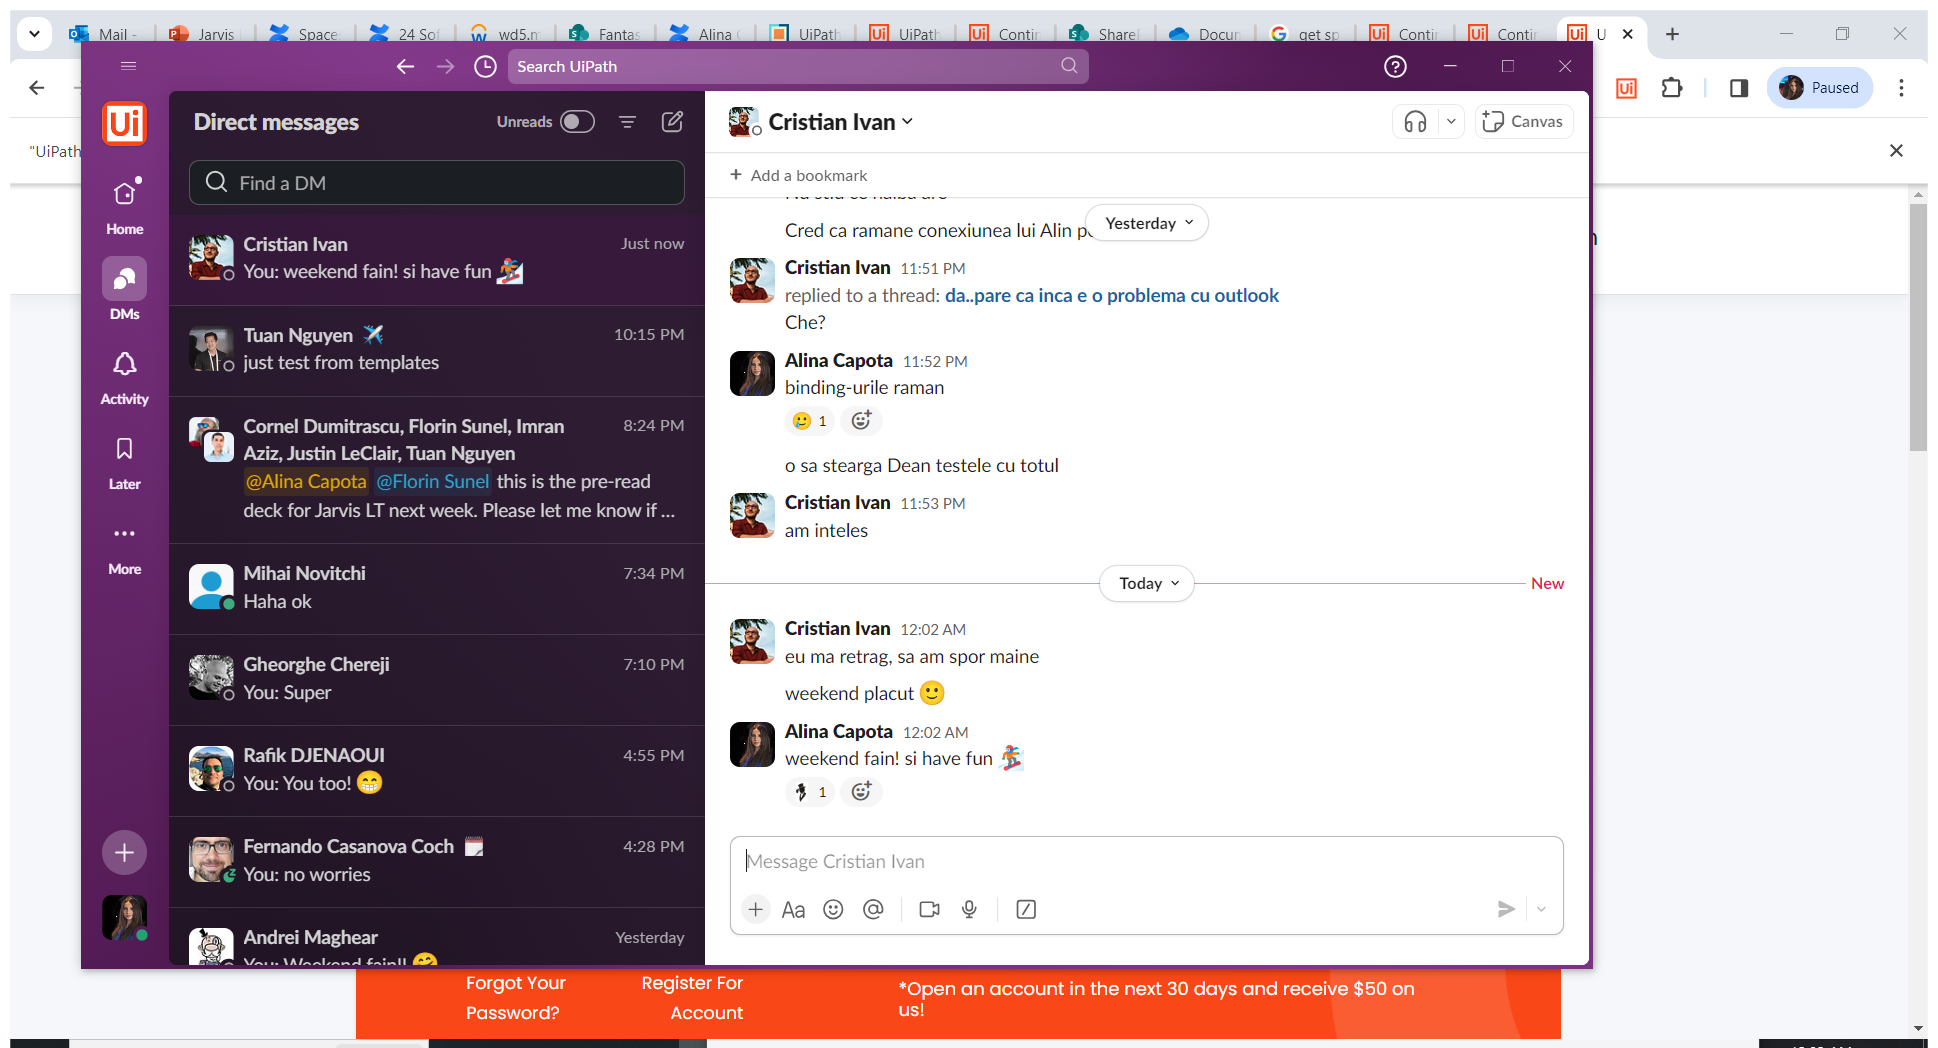 Mail -
Jarvis
Space
24 Sof
wd5.m
Fantas
Alina C
UiPath
UiPath
Contir
ShareF
Docun
get sp
Contir
Contir
U
Paused
"UiPath
Search UiPath
Ui
Home
DMs
Activity
Later
More
Direct messages
Unreads
Find a DM
Cristian Ivan
Just now
You: weekend fain! si have fun 🏂
Tuan Nguyen ✈️
10:15 PM
just test from templates
Cornel Dumitrascu, Florin Sunel, Imran
8:24 PM
Aziz, Justin LeClair, Tuan Nguyen
@Alina Capota @Florin Sunel this is the pre-read
deck for Jarvis LT next week. Please let me know if ...
Mihai Novitchi
7:34 PM
Haha ok
Gheorghe Chereji
7:10 PM
You: Super
Rafik DJENAOUI
4:55 PM
You: You too! 😁
Fernando Casanova Coch 🗓️
4:28 PM
You: no worries
Andrei Maghear
Yesterday
You: Weekend fain!! 🤗
Cristian Ivan
Canvas
+ Add a bookmark
Yesterday
Cred ca ramane conexiunea lui Alin pe
Cristian Ivan 11:51 PM
replied to a thread: da..pare ca inca e o problema cu outlook
Che?
Alina Capota 11:52 PM
binding-urile raman
🥲 1
o sa stearga Dean testele cu totul
Cristian Ivan 11:53 PM
am inteles
Today
New
Cristian Ivan 12:02 AM
eu ma retrag, sa am spor maine
weekend placut 🙂
Alina Capota 12:02 AM
weekend fain! si have fun 🏂
1
Message Cristian Ivan
Aa
Forgot Your
Password?
Register For
Account
*Open an account in the next 30 days and receive $50 on
us!